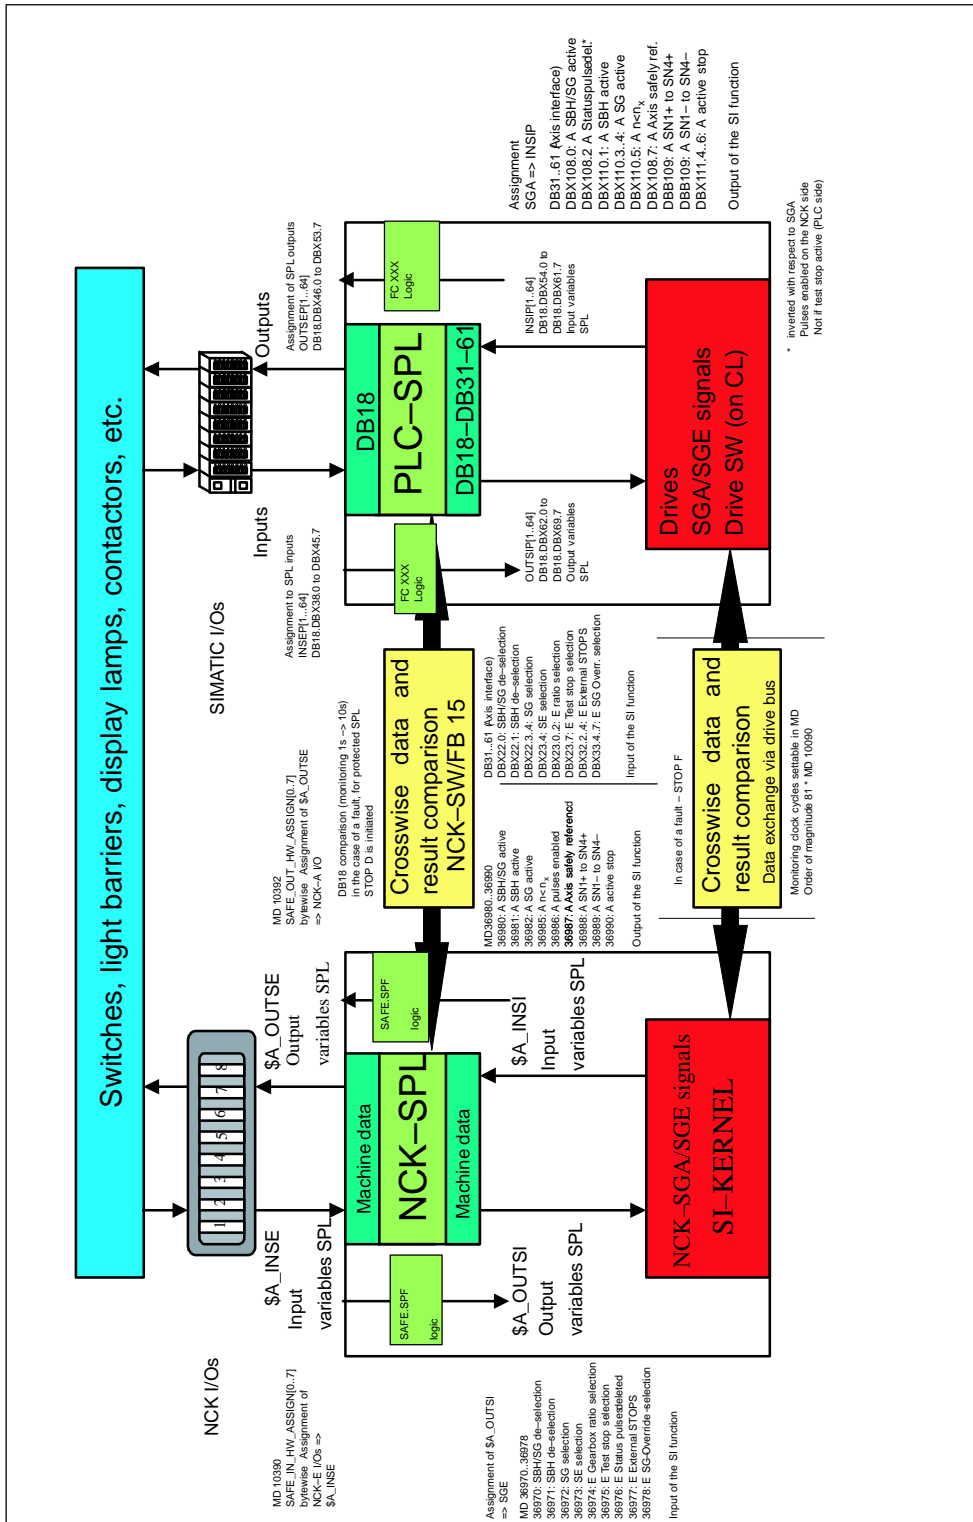 Switches, light barriers, display lamps, contactors, etc.
NCK I/Os
SIMATIC I/Os
1 2 3 4 5 6 7 8
Inputs
Outputs
MD 10390
SAFE_IN_HW_ASSIGN[0..7]
bytewise Assignment of
NCK–E I/Os =>
$A_INSE
$A_INSE
Input
variables SPL
$A_OUTSE
Output
variables SPL
MD 10392
SAFE_OUT_HW_ASSIGN[0..7]
bytewise Assignment of $A_OUTSE
=> NCK–A I/O
DB18 comparison (monitoring 1s –> 10s)
in the case of a fault, for protected SPL
STOP D is initiated
Assignment to SPL inputs
INSEP[1..64]
DB18.DBX38.0 to DBX45.7
Assignment of SPL outputs
OUTSEP[1...64]
DB18.DBX46.0 to DBX53.7
SAFE.SPF
logic
Machine data
NCK–SPL
Machine data
SAFE.SPF
logic
Crosswise data and
result comparison
NCK–SW/FB 15
FC XXX
Logic
DB18
PLC–SPL
DB18–DB31–61
FC XXX
Logic
$A_OUTSI
Output
variables SPL
$A_INSI
Input
variables SPL
OUTSIP[1..64]
DB18.DBX62.0 to
DB18.DBX69.7
Output variables
SPL
INSIP[1..64]
DB18.DBX54.0 to
DB18.DBX61.7
Input variables
SPL
Assignment of $A_OUTSI
=> SGE
MD 36970..36978
36970: SBH/SG de–selection
36971: SBH de–selection
36972: SG selection
36973: SE selection
36974: E Gearbox ratio selection
36975: E Test stop selection
36976: E Status pulsesdeleted
36977: E External STOPS
36978: E SG-Override-selection
Input of the SI function
MD36980..36990
36980: A SBH/SG active
36981: A SBH active
36982: A SG active
36985: A n<nx
36986: A pulses enabled
36987: A Axis safely referencd
36988: A SN1+ to SN4+
36989: A SN1– to SN4–
36990: A active stop
Output of the SI function
DB31..61 (Axis interface)
DBX22.0: SBH/SG de–selection
DBX22.1: SBH de–selection
DBX22.3.4: SG selection
DBX23.4: SE selection
DBX23.0..2: E ratio selection
DBX23.7: E Test stop selection
DBX32.2..4: E External STOPS
DBX33.4..7: E SG Overr. selection
Input of the SI function
Assignment
SGA => INSIP
DB31..61 (Axis interface)
DBX108.0: A SBH/SG active
DBX108.2 A Statuspulsedel.*
DBX110.1: A SBH active
DBX110.3..4: A SG active
DBX110.5: A n<nx
DBX108.7: A Axis safely ref.
DBB109: A SN1+ to SN4+
DBB109: A SN1– to SN4–
DBX111.4..6: A active stop
Output of the SI function
NCK–SGA/SGE signals
SI–KERNEL
In case of a fault – STOP F
Crosswise data and
result comparison
Data exchange via drive bus
Monitoring clock cycles settable in MD
Order of magnitude 81 * MD 10090
Drives
SGA/SGE signals
Drive SW (on CL)
* inverted with respect to SGA
Pulses enabled on the NCK side
Not if test stop active (PLC side)